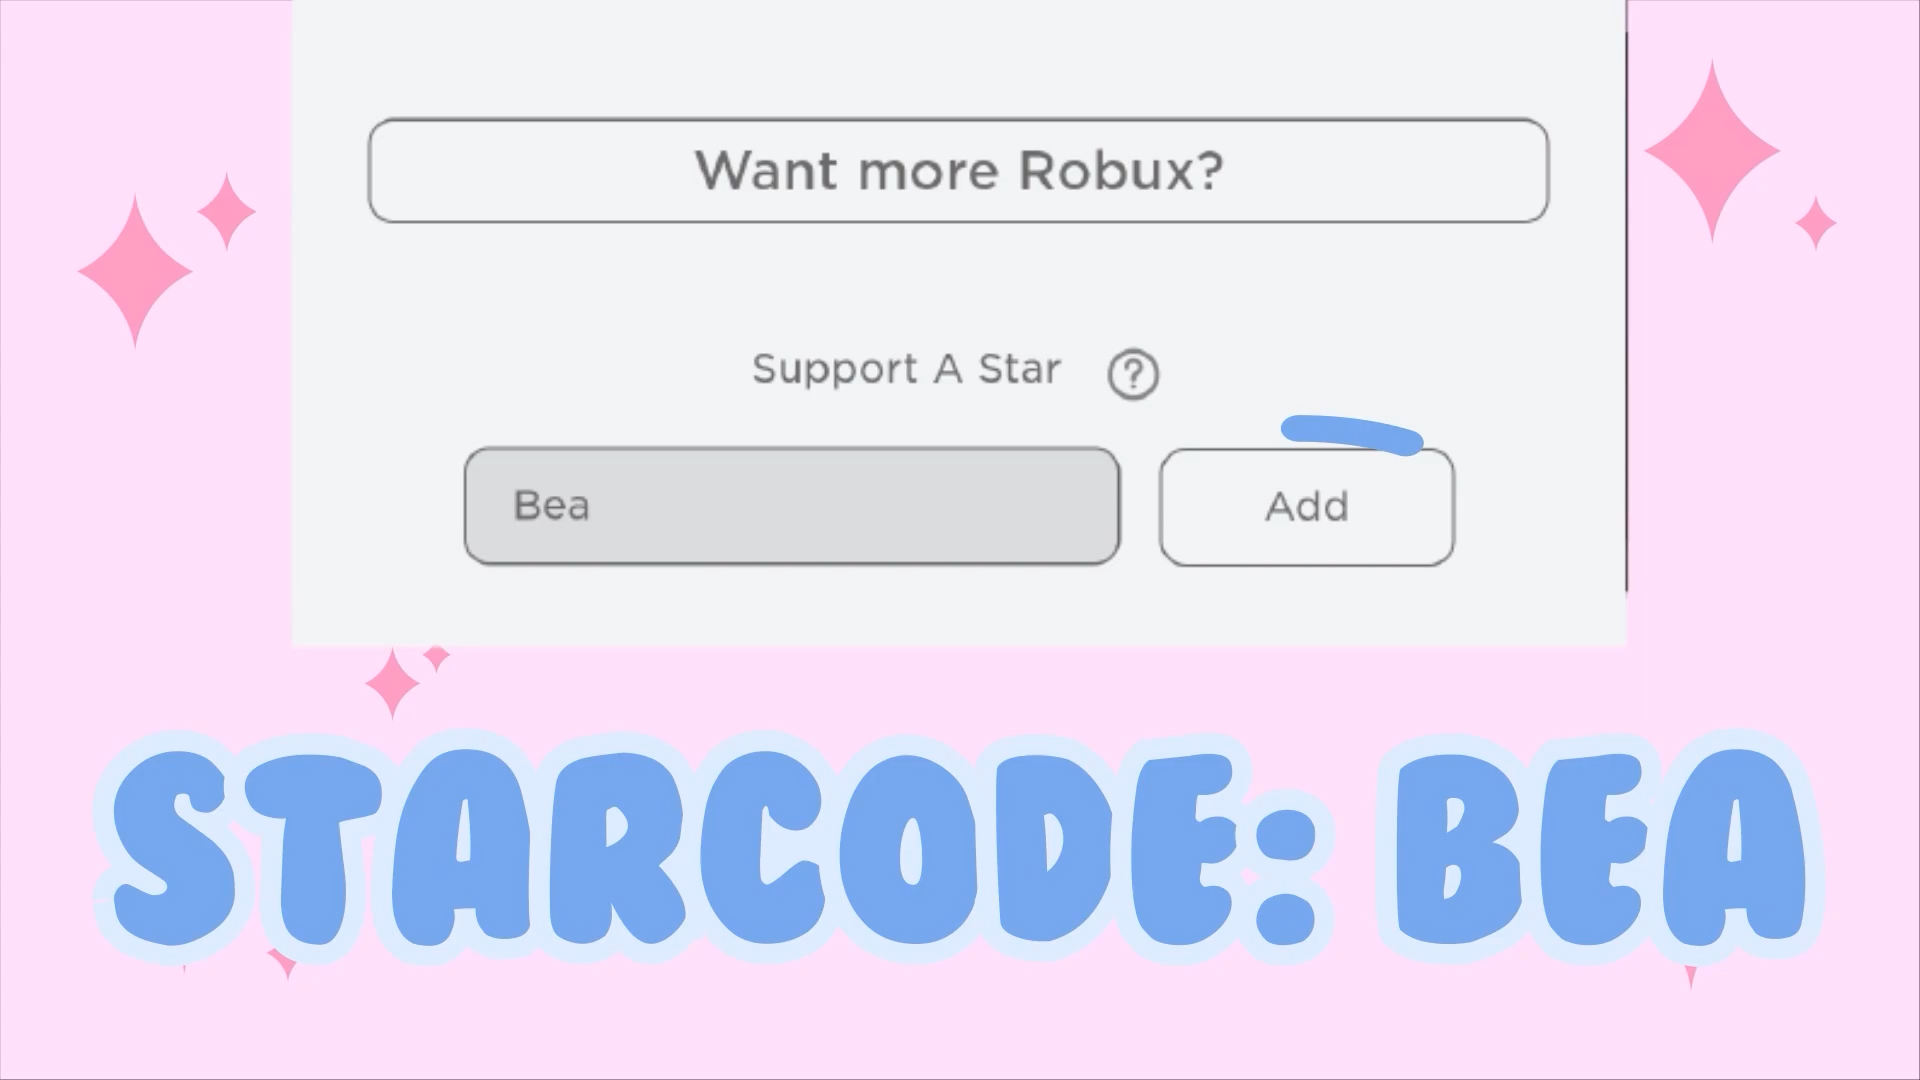 Want more Robux?
Support A Star ?
Bea
Add
STARCODE: BEA